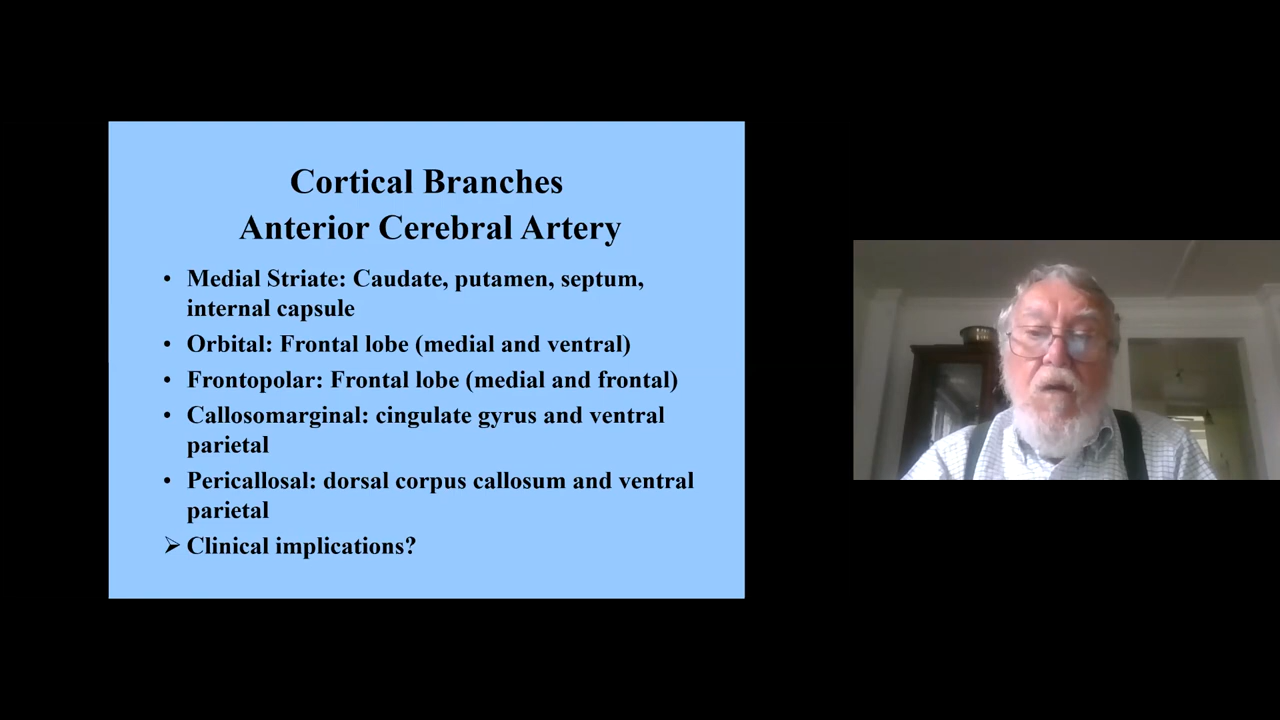 Cortical Branches
Anterior Cerebral Artery
• Medial Striate: Caudate, putamen, septum,
internal capsule
• Orbital: Frontal lobe (medial and ventral)
• Frontopolar: Frontal lobe (medial and frontal)
• Callosomarginal: cingulate gyrus and ventral
parietal
• Pericallosal: dorsal corpus callosum and ventral
parietal
➢ Clinical implications?